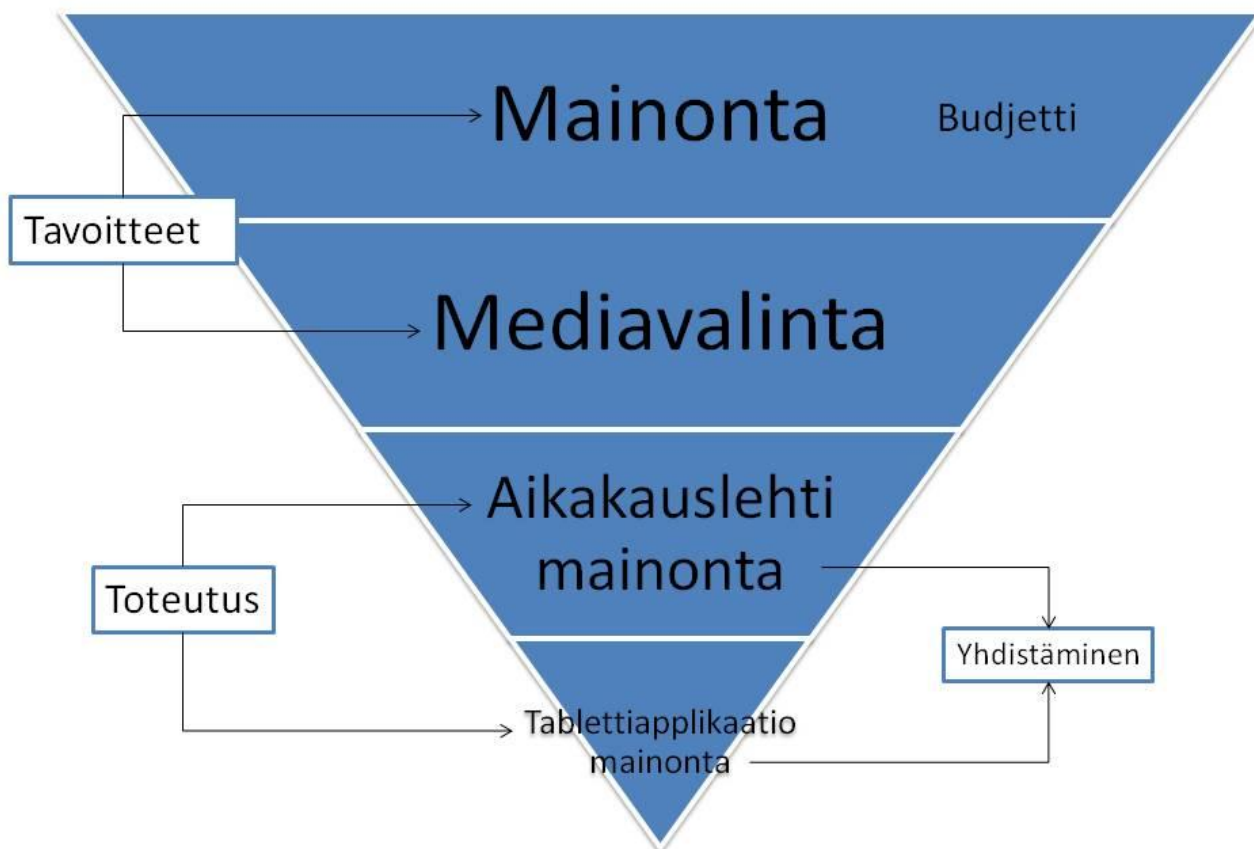 Mainonta
Budjetti
Tavoitteet
Mediavalinta
Aikakauslehti
mainonta
Toteutus
Yhdistäminen
Tablettiapplikaatio
mainonta